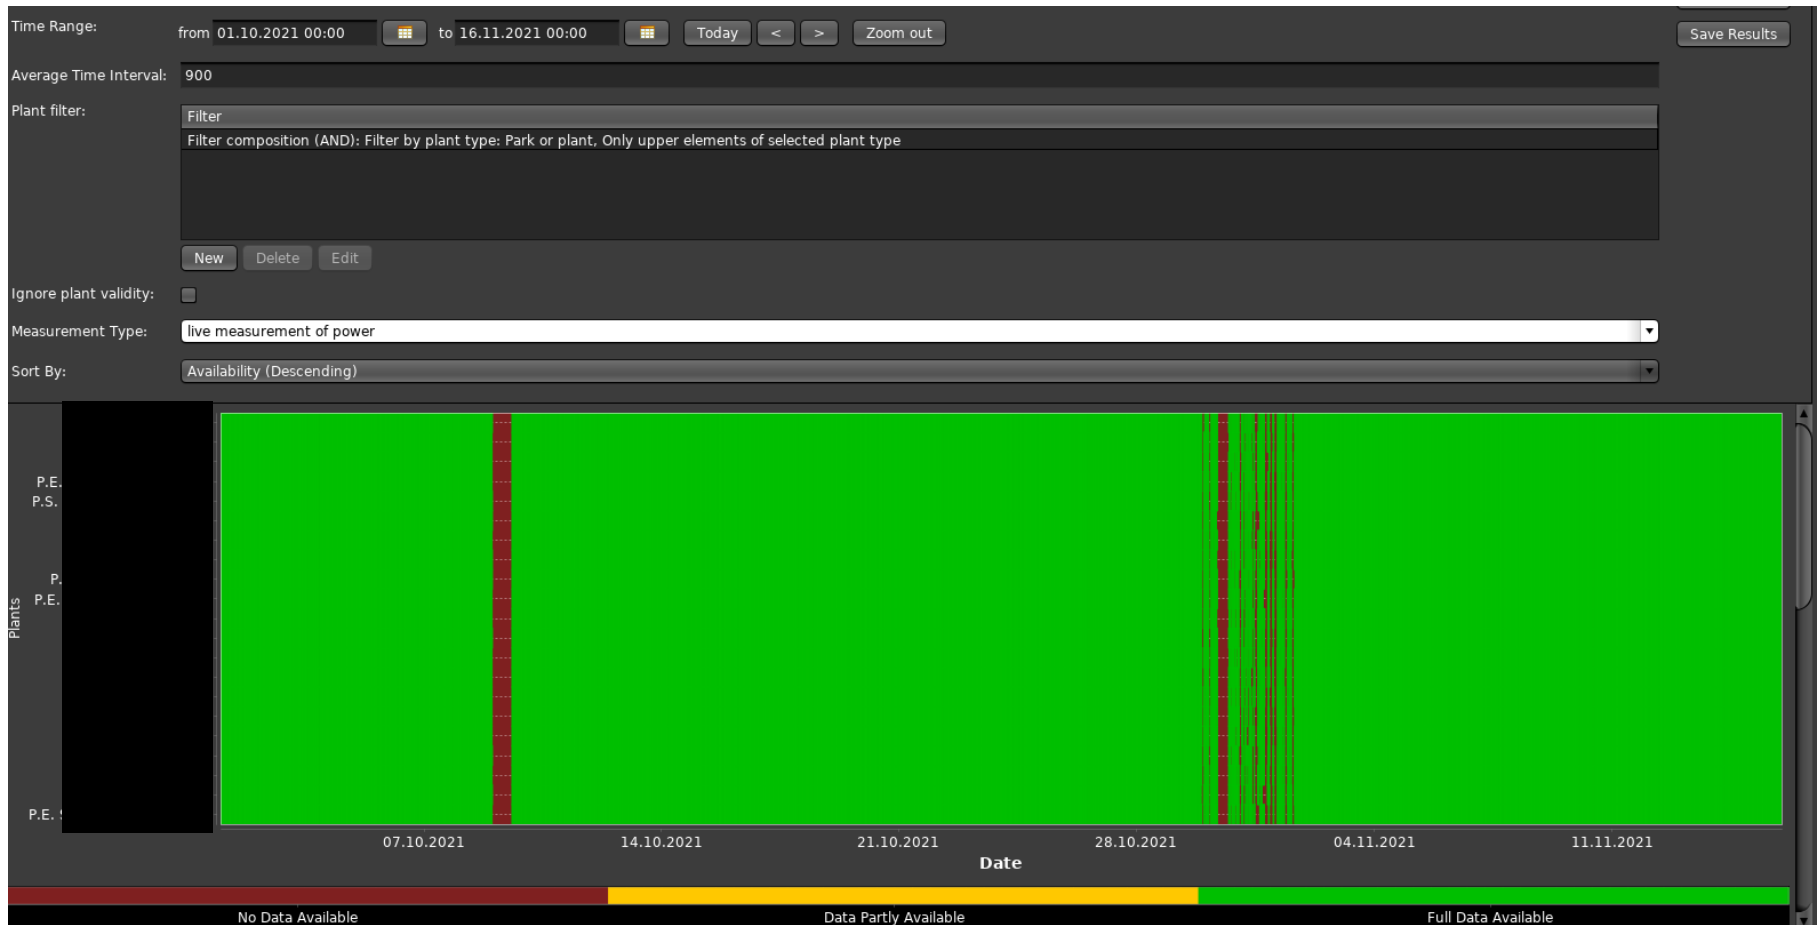 Time Range: from 01.10.2021 00:00 to 16.11.2021 00:00 Today < > Zoom out Save Results
Average Time Interval: 900
Plant filter:
Filter
Filter composition (AND): Filter by plant type: Park or plant, Only upper elements of selected plant type
New Delete Edit
Ignore plant validity:
Measurement Type: live measurement of power
Sort By: Availability (Descending)
P.E.
P.S.
P.
P.E.
Plants
P.E.
07.10.2021 14.10.2021 21.10.2021 28.10.2021 04.11.2021 11.11.2021
Date
No Data Available Data Partly Available Full Data Available